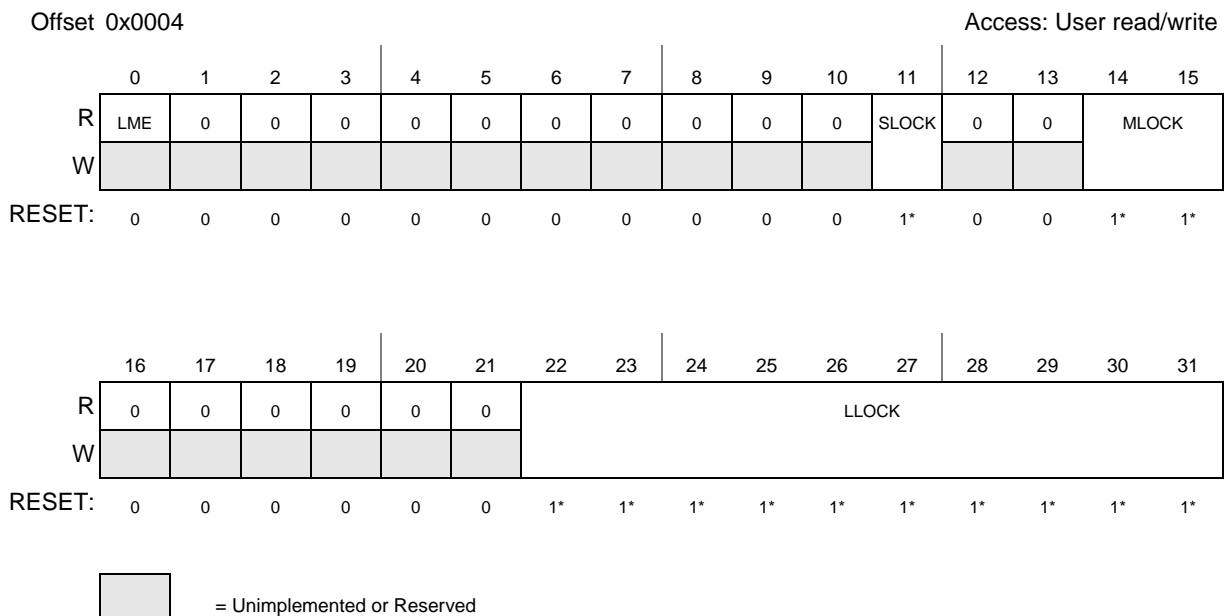 Offset 0x0004 Access: User read/write
0 1 2 3 4 5 6 7 8 9 10 11 12 13 14 15
R LME 0 0 0 0 0 0 0 0 0 0 SLOCK 0 0 MLOCK
W
RESET: 0 0 0 0 0 0 0 0 0 0 0 1* 0 0 1* 1*
16 17 18 19 20 21 22 23 24 25 26 27 28 29 30 31
R 0 0 0 0 0 0 LLOCK
W
RESET: 0 0 0 0 0 0 1* 1* 1* 1* 1* 1* 1* 1* 1* 1*
= Unimplemented or Reserved